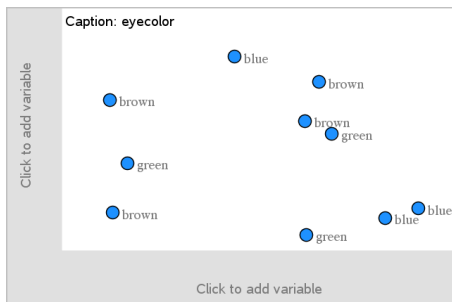 Caption: eyecolor
blue
brown
brown
brown
green
green
brown
blue
blue
green
Click to add variable
Click to add variable